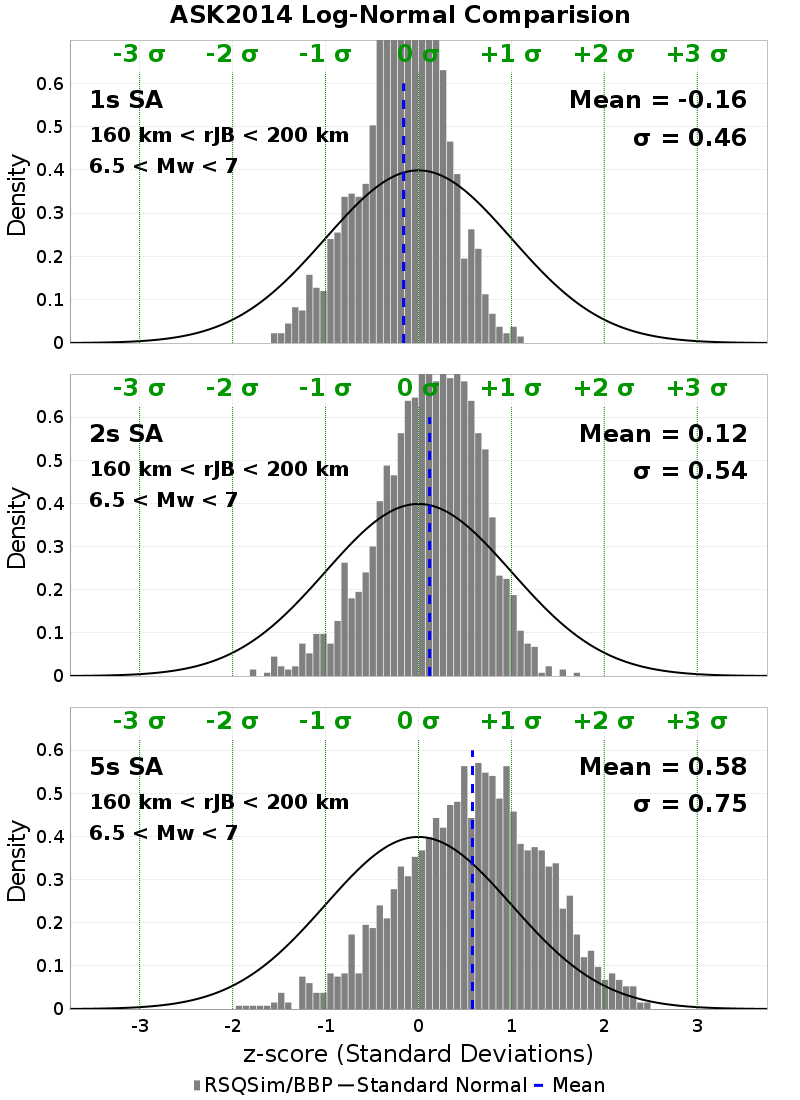 ASK2014 Log-Normal Comparision
-3 σ -2 σ -1 σ 0 σ +1 σ +2 σ +3 σ
1s SA
160 km < rJB < 200 km
6.5 < Mw < 7
Mean = -0.16
σ = 0.46
Density
0.6
0.5
0.4
0.3
0.2
0.1
0
-3 σ -2 σ -1 σ 0 σ +1 σ +2 σ +3 σ
2s SA
160 km < rJB < 200 km
6.5 < Mw < 7
Mean = 0.12
σ = 0.54
Density
0.6
0.5
0.4
0.3
0.2
0.1
0
-3 σ -2 σ -1 σ 0 σ +1 σ +2 σ +3 σ
5s SA
160 km < rJB < 200 km
6.5 < Mw < 7
Mean = 0.58
σ = 0.75
Density
0.6
0.5
0.4
0.3
0.2
0.1
0
-3 -2 -1 0 1 2 3
z-score (Standard Deviations)
RSQSim/BBP Standard Normal Mean